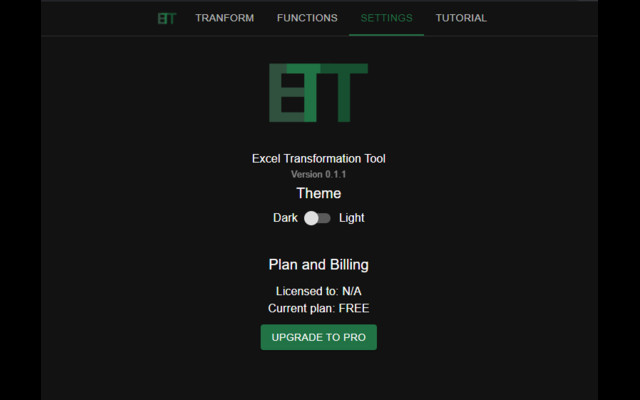 ETT
TRANFORM
FUNCTIONS
SETTINGS
TUTORIAL
ETT
Excel Transformation Tool
Version 0.1.1
Theme
Dark Light
Plan and Billing
Licensed to: N/A
Current plan: FREE
UPGRADE TO PRO